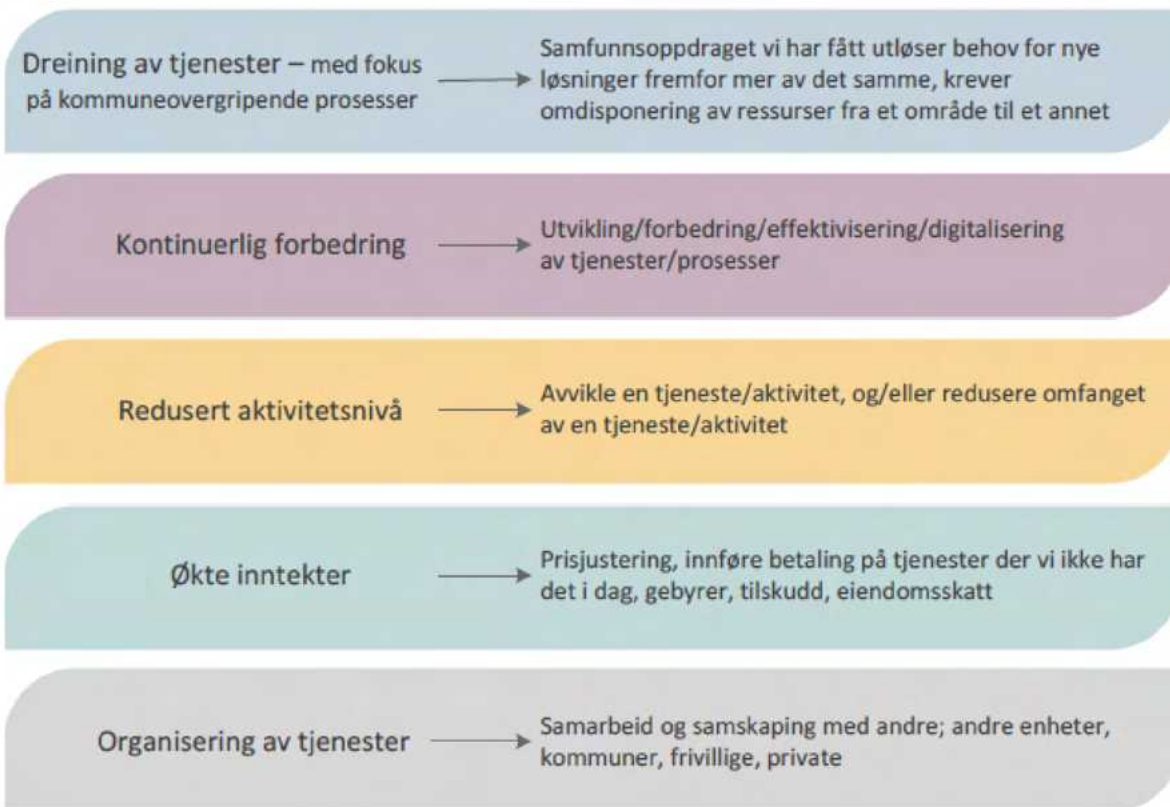 Dreining av tjenester – med fokus
på kommuneovergripende prosesser
Samfunnsoppdraget vi har fått utløser behov for nye
løsninger fremfor mer av det samme, krever
omdisponering av ressurser fra et område til et annet
Kontinuerlig forbedring
Utvikling/forbedring/effektivisering/digitalisering
av tjenester/prosesser
Redusert aktivitetsnivå
Avvikle en tjeneste/aktivitet, og/eller redusere omfanget
av en tjeneste/aktivitet
Økte inntekter
Prisjustering, innføre betaling på tjenester der vi ikke har
det i dag, gebyrer, tilskudd, eiendomsskatt
Organisering av tjenester
Samarbeid og samskaping med andre; andre enheter,
kommuner, frivillige, private